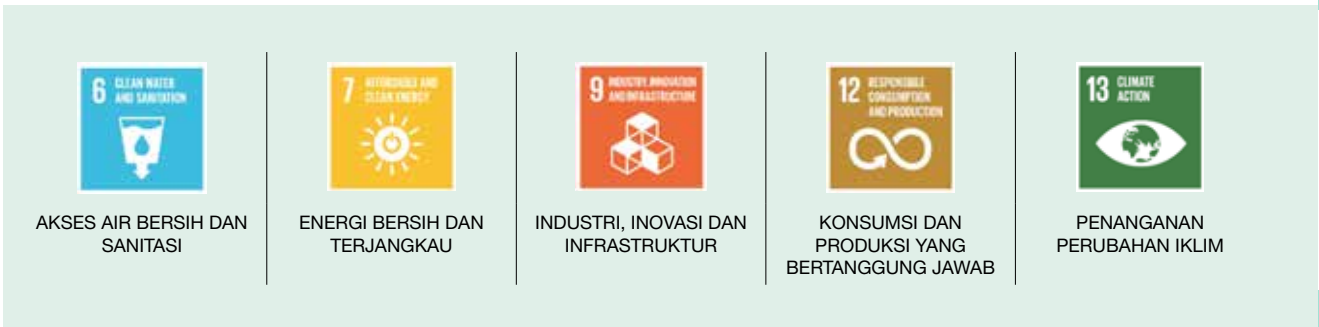 6 CLEAN WATER
AND SANITATION
AKSES AIR BERSIH DAN
SANITASI
7 AFFORDABLE AND
CLEAN ENERGY
ENERGI BERSIH DAN
TERJANGKAU
9 INDUSTRY, INNOVATION
AND INFRASTRUCTURE
INDUSTRI, INOVASI DAN
INFRASTRUKTUR
12 RESPONSIBLE
CONSUMPTION
AND PRODUCTION
KONSUMSI DAN
PRODUKSI YANG
BERTANGGUNG JAWAB
13 CLIMATE
ACTION
PENANGANAN
PERUBAHAN IKLIM